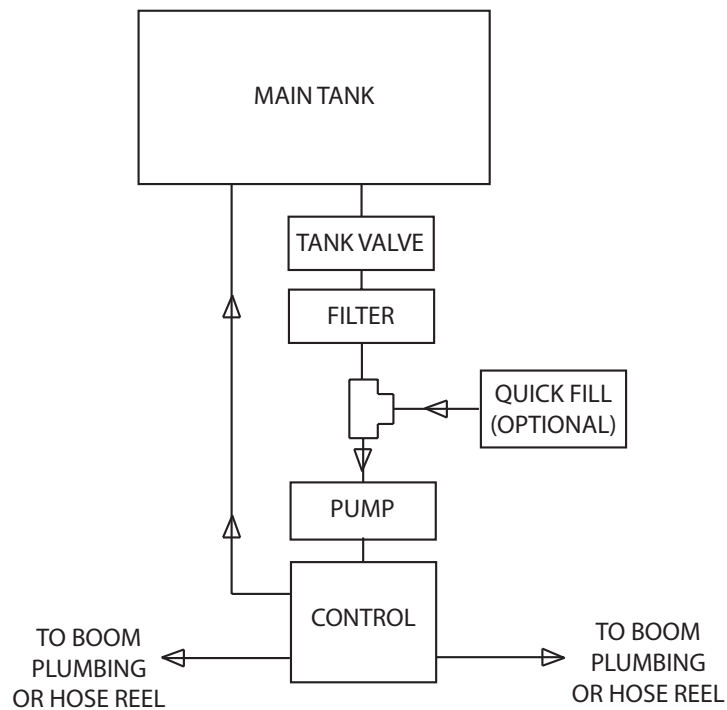 MAIN TANK
TANK VALVE
FILTER
QUICK FILL
(OPTIONAL)
PUMP
CONTROL
TO BOOM
PLUMBING
OR HOSE REEL
TO BOOM
PLUMBING
OR HOSE REEL